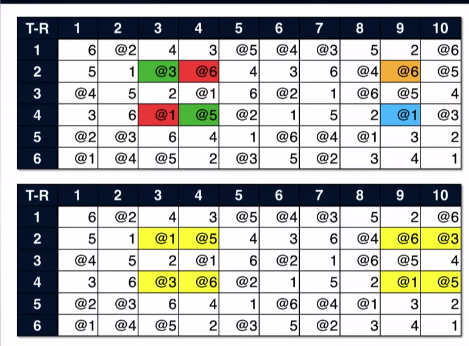 T-R 1 2 3 4 5 6 7 8 9 10
1 6 @2 4 3 @5 @4 @3 5 2 @6
2 5 1 @3 @6 4 3 6 @4 @6 @5
3 @4 5 2 @1 6 @2 1 @6 @5 4
4 3 6 @1 @5 @2 1 5 2 @1 @3
5 @2 @3 6 4 1 @6 @4 @1 3 2
6 @1 @4 @5 2 @3 5 @2 3 4 1
T-R 1 2 3 4 5 6 7 8 9 10
1 6 @2 4 3 @5 @4 @3 5 2 @6
2 5 1 @1 @5 4 3 6 @4 @6 @3
3 @4 5 2 @1 6 @2 1 @6 @5 4
4 3 6 @3 @6 @2 1 5 2 @1 @5
5 @2 @3 6 4 1 @6 @4 @1 3 2
6 @1 @4 @5 2 @3 5 @2 3 4 1